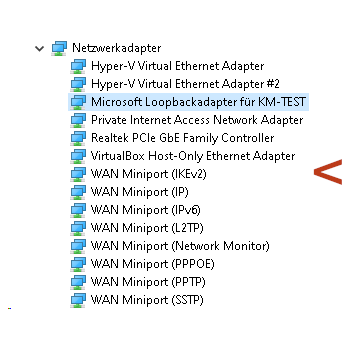 Netzwerkadapter
Hyper-V Virtual Ethernet Adapter
Hyper-V Virtual Ethernet Adapter #2
Microsoft Loopbackadapter für KM-TEST
Private Internet Access Network Adapter
Realtek PCIe GbE Family Controller
VirtualBox Host-Only Ethernet Adapter
WAN Miniport (IKEv2)
WAN Miniport (IP)
WAN Miniport (IPv6)
WAN Miniport (L2TP)
WAN Miniport (Network Monitor)
WAN Miniport (PPPOE)
WAN Miniport (PPTP)
WAN Miniport (SSTP)